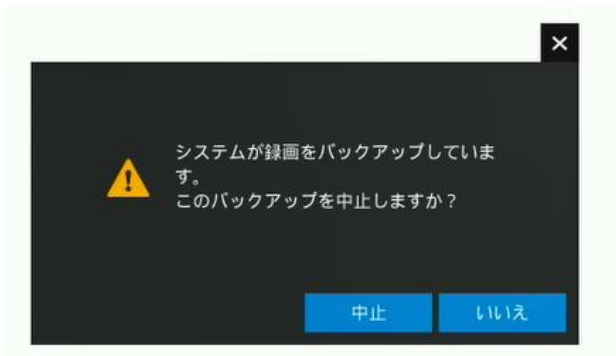 システムが録画をバックアップしていま
す。
このバックアップを中止しますか？
中止
いいえ